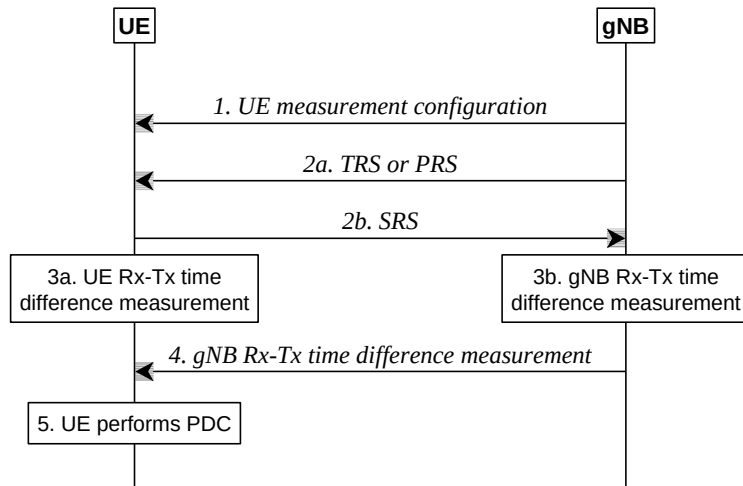 UE
gNB
1. UE measurement configuration
2a. TRS or PRS
2b. SRS
3a. UE Rx-Tx time
difference measurement
3b. gNB Rx-Tx time
difference measurement
4. gNB Rx-Tx time difference measurement
5. UE performs PDC